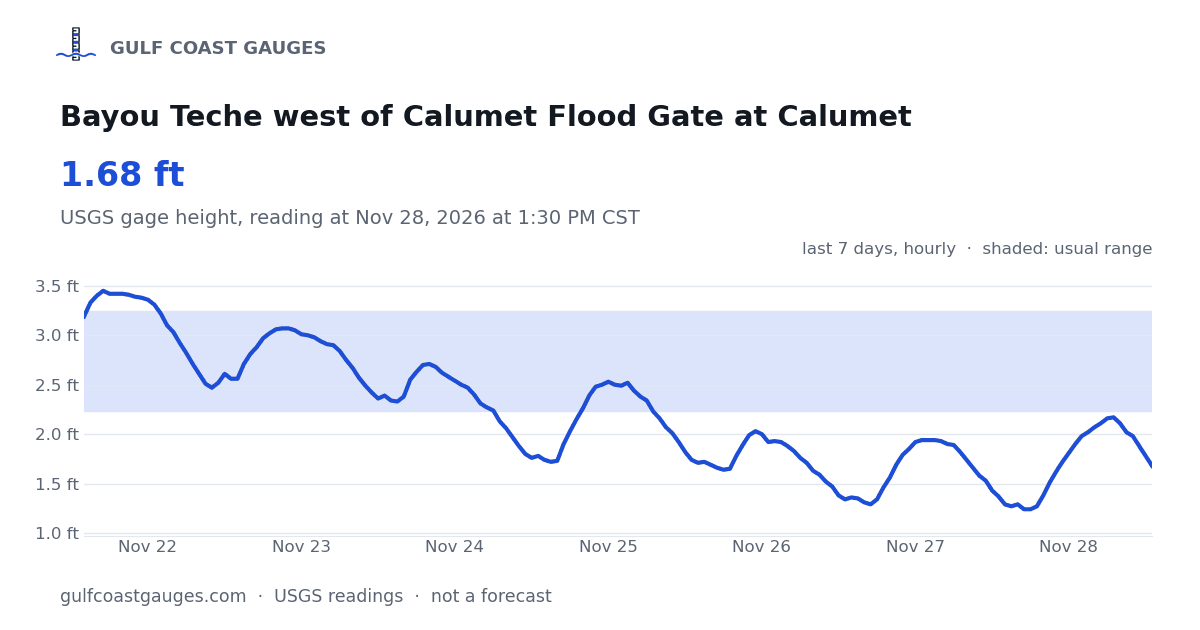 GULF COAST GAUGES
Bayou Teche west of Calumet Flood Gate at Calumet
1.68 ft
USGS gage height, reading at Nov 28, 2026 at 1:30 PM CST
last 7 days, hourly · shaded: usual range
3.5 ft
3.0 ft
2.5 ft
2.0 ft
1.5 ft
1.0 ft
Nov 22 Nov 23 Nov 24 Nov 25 Nov 26 Nov 27 Nov 28
gulfcoastgauges.com · USGS readings · not a forecast